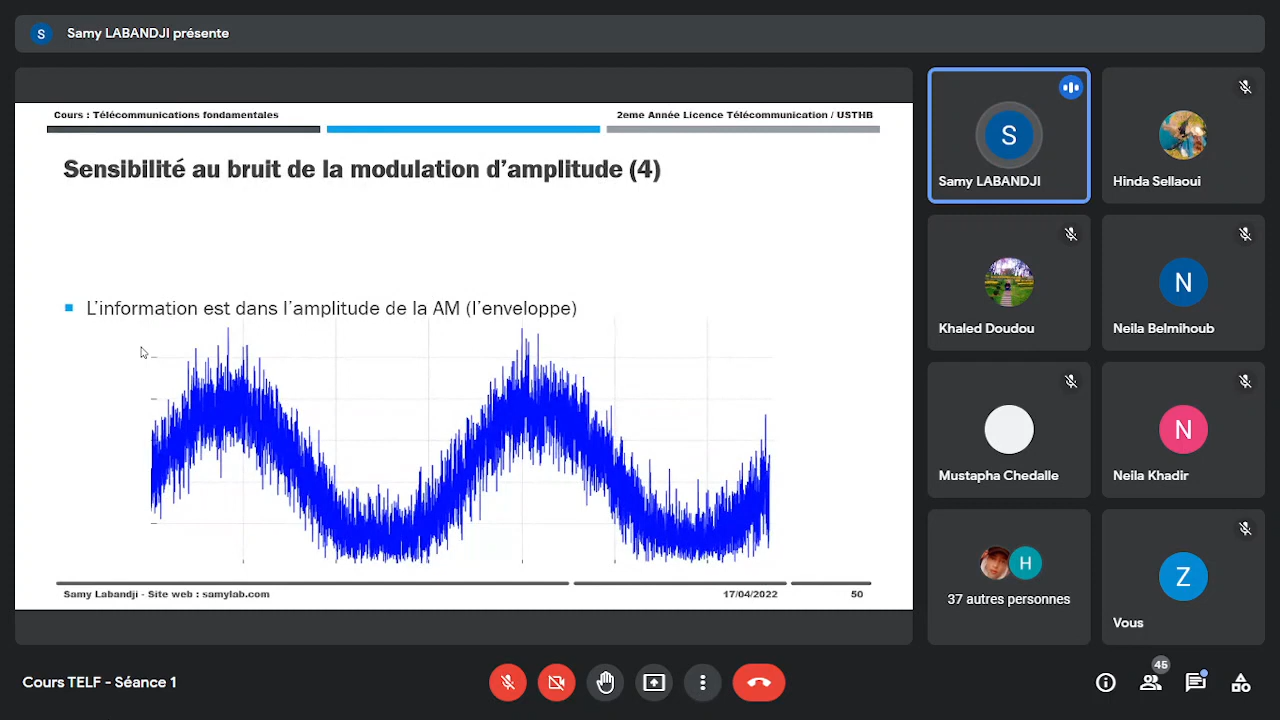 S Samy LABANDJI présente
Cours : Télécommunications fondamentales
2eme Année Licence Télécommunication / USTHB
Sensibilité au bruit de la modulation d'amplitude (4)
L'information est dans l'amplitude de la AM (l'enveloppe)
Samy Labandji - Site web : samylab.com
17/04/2022
50
S
Samy LABANDJI
Hinda Sellaoui
Khaled Doudou
N
Neila Belmihoub
Mustapha Chedalle
N
Neila Khadir
H
37 autres personnes
Z
Vous
Cours TELF - Séance 1
45